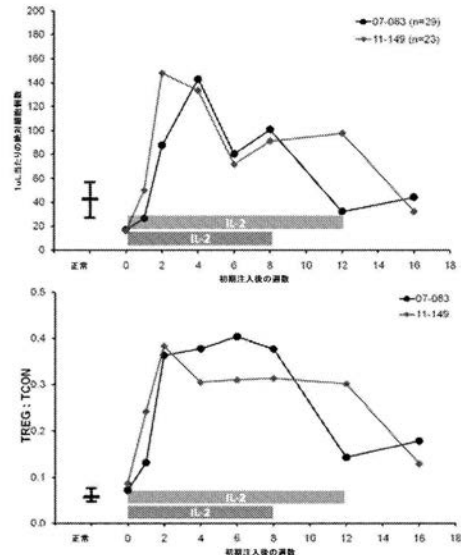 200
180
160
140
120
100
80
60
40
20
0
1uL当たりの絶対細胞個数
07-083 (n=29)
11-149 (n=23)
IL-2
IL-2
正常 0 2 4 6 8 10 12 14 16 18
初期注入後の週数
0.5
0.4
0.3
0.2
0.1
0.0
TREG : TCON
07-083
11-149
IL-2
IL-2
正常 0 2 4 6 8 10 12 14 16 18
初期注入後の週数